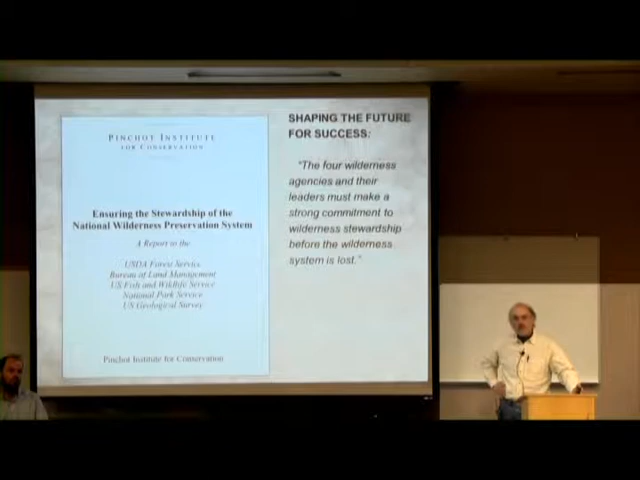 PINCHOT INSTITUTE
FOR CONSERVATION
Ensuring the Stewardship of the
National Wilderness Preservation System
A Report to the
USDA Forest Service
Bureau of Land Management
US Fish and Wildlife Service
National Park Service
US Geological Survey
Pinchot Institute for Conservation
SHAPING THE FUTURE
FOR SUCCESS:
"The four wilderness
agencies and their
leaders must make a
strong commitment to
wilderness stewardship
before the wilderness
system is lost."